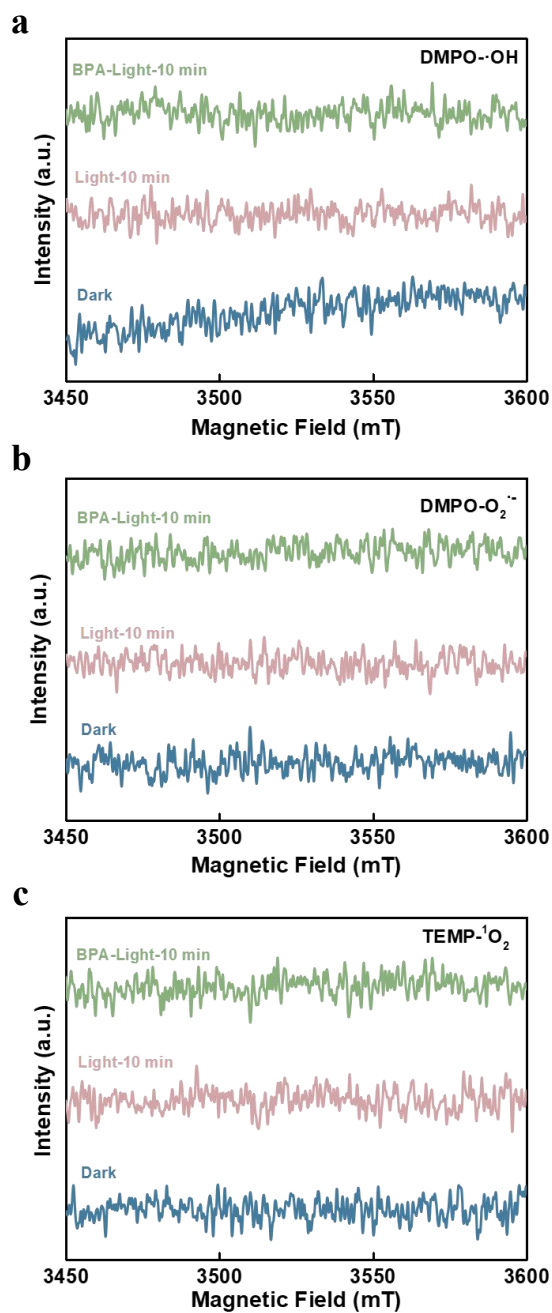 a
DMPO-·OH
BPA-Light-10 min
Light-10 min
Dark
Intensity (a.u.)
3450 3500 3550 3600
Magnetic Field (mT)
b
DMPO-O₂˙⁻
BPA-Light-10 min
Light-10 min
Dark
Intensity (a.u.)
3450 3500 3550 3600
Magnetic Field (mT)
c
TEMP-¹O₂
BPA-Light-10 min
Light-10 min
Dark
Intensity (a.u.)
3450 3500 3550 3600
Magnetic Field (mT)